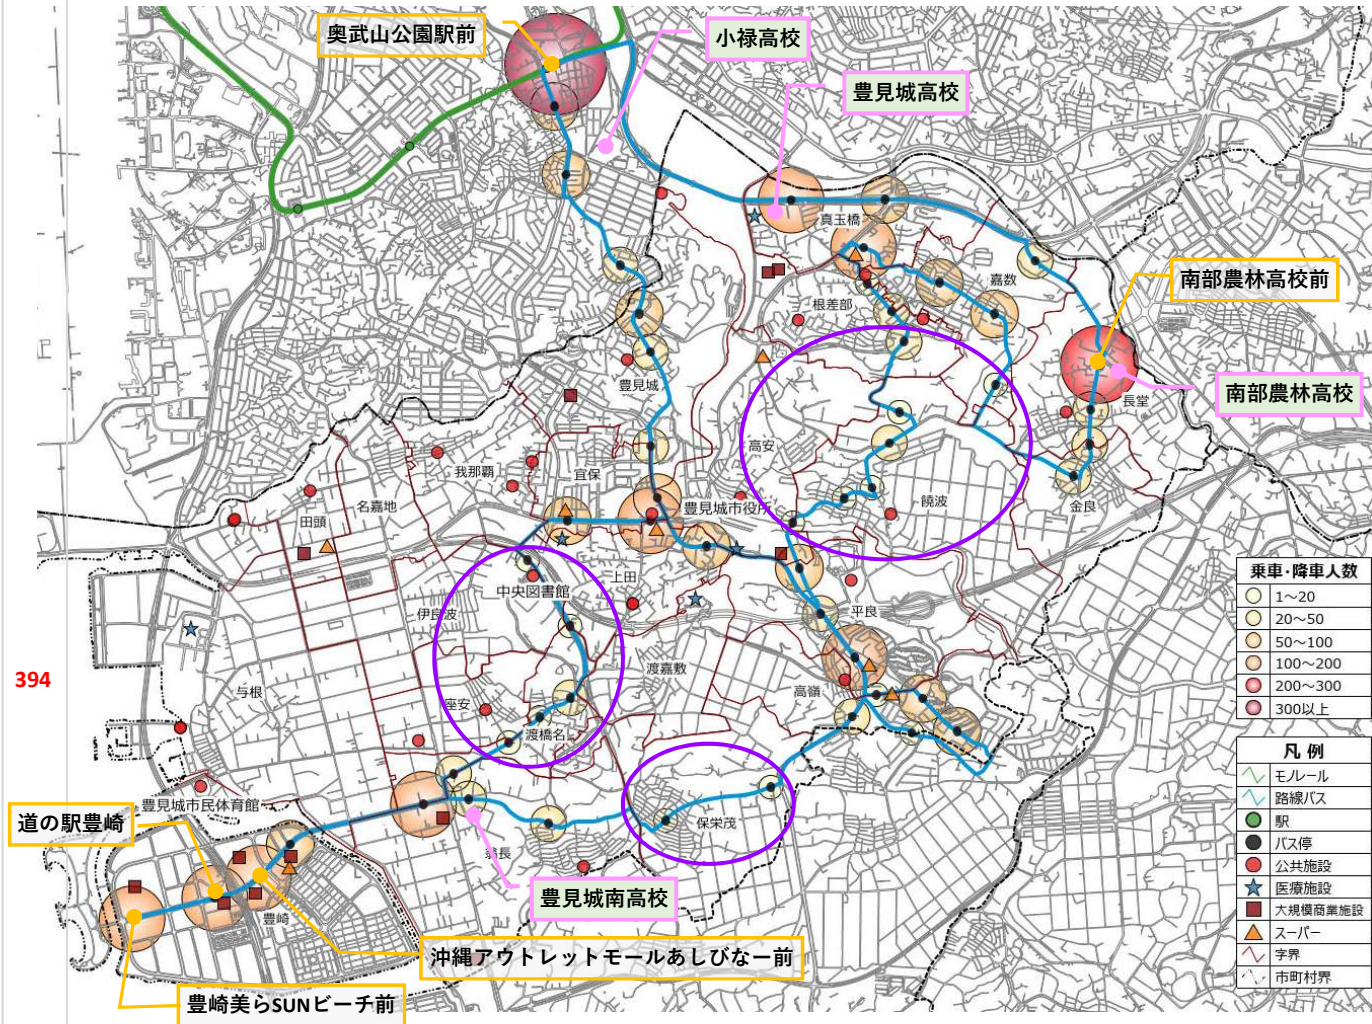 奥武山公園駅前
小禄高校
豊見城高校
真玉橋
嘉数
南部農林高校前
根差部
豊見城
南部農林高校
長堂
高安
我那覇
宜保
名嘉地
田頭
豊見城市役所
饒波
金良
乗車・降車人数
1～20
20～50
50～100
100～200
200～300
300以上
中央図書館
上田
伊良波
平良
394
与根
渡嘉敷
高嶺
座安
渡橋名
凡 例
モノレール
路線バス
駅
バス停
公共施設
医療施設
大規模商業施設
スーパー
字界
市町村界
豊見城市民体育館
道の駅豊崎
保栄茂
翁長
豊見城南高校
豊崎
沖縄アウトレットモールあしびなー前
豊崎美らSUNビーチ前